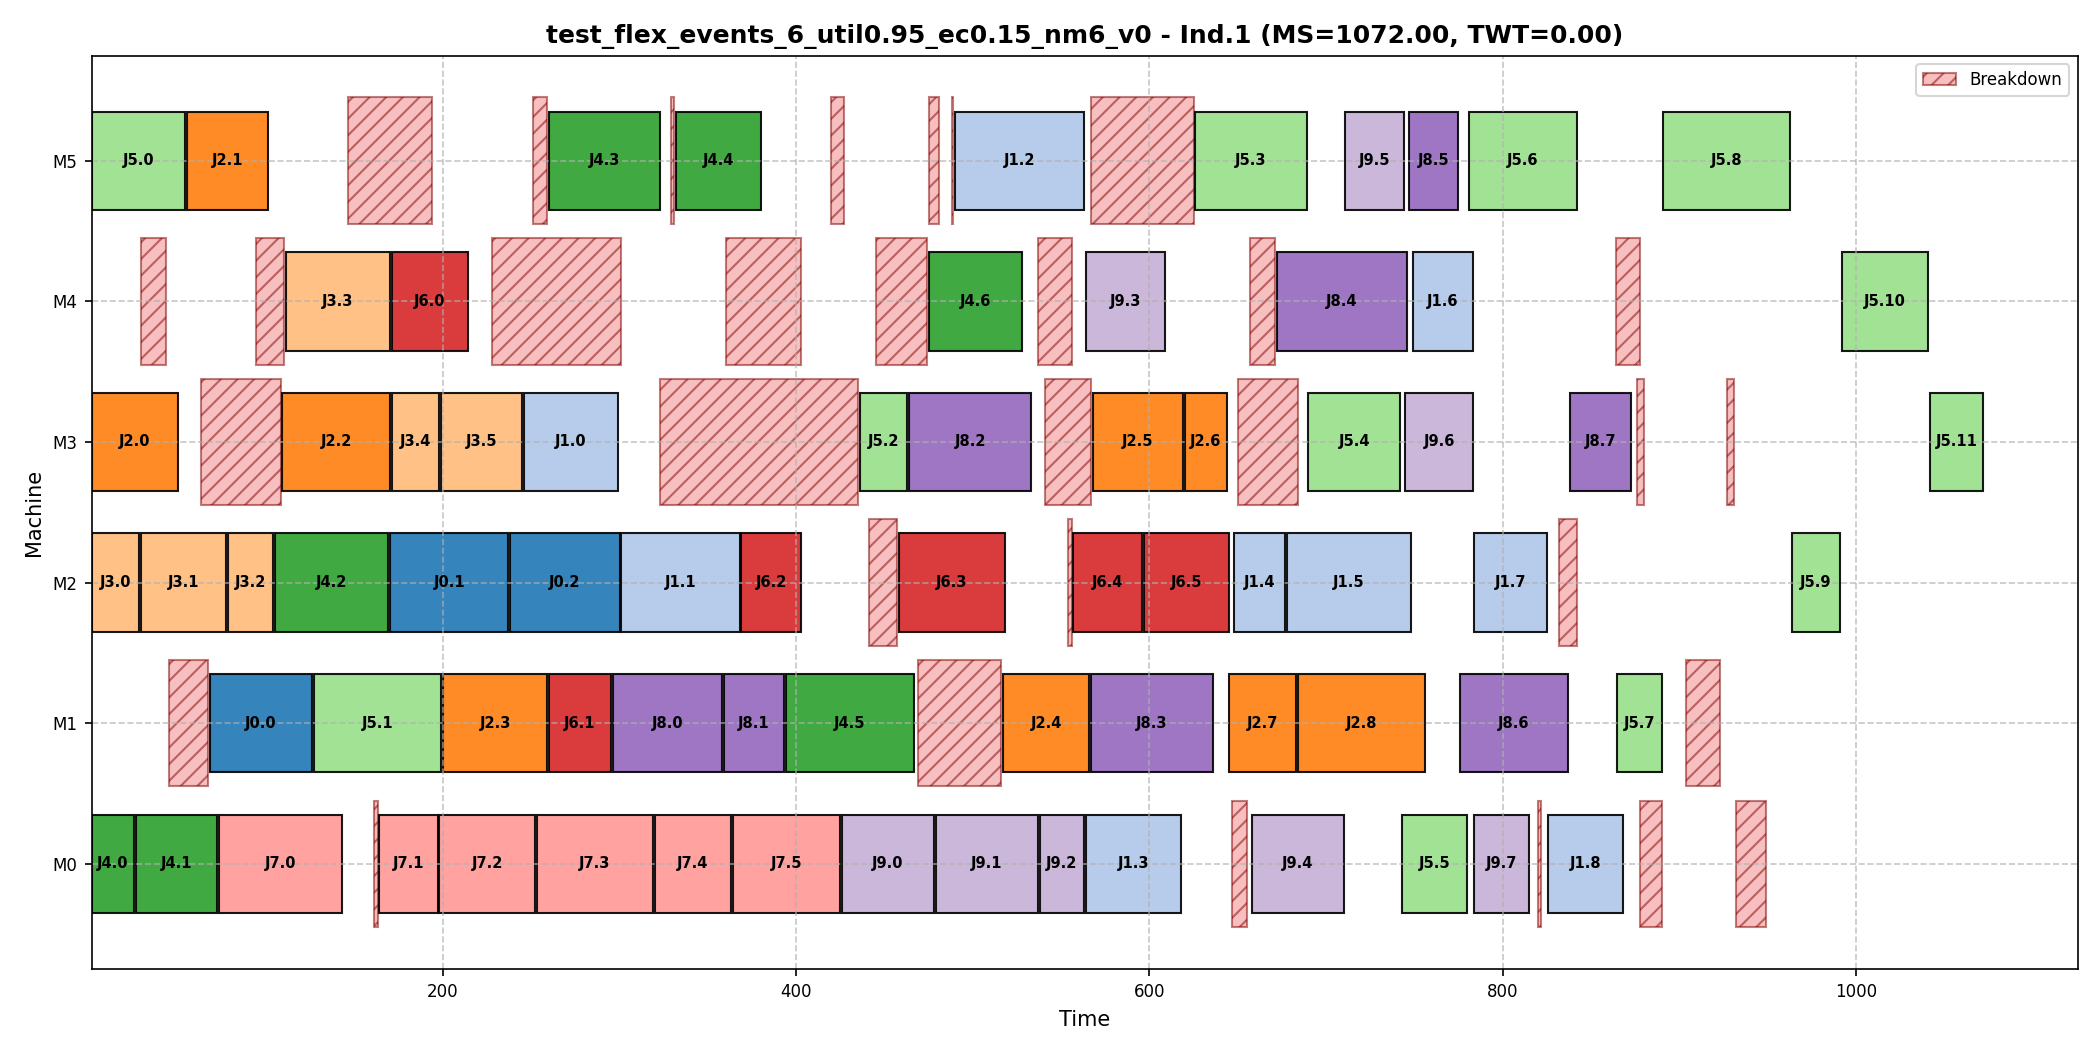 test_flex_events_6_util0.95_ec0.15_nm6_v0 - Ind.1 (MS=1072.00, TWT=0.00)
Breakdown
M5
J5.0 J2.1 J4.3 J4.4 J1.2 J5.3 J9.5 J8.5 J5.6 J5.8
M4
J3.3 J6.0 J4.6 J9.3 J8.4 J1.6 J5.10
M3
J2.0 J2.2 J3.4 J3.5 J1.0 J5.2 J8.2 J2.5 J2.6 J5.4 J9.6 J8.7 J5.11
M2
J3.0 J3.1 J3.2 J4.2 J0.1 J0.2 J1.1 J6.2 J6.3 J6.4 J6.5 J1.4 J1.5 J1.7 J5.9
M1
J0.0 J5.1 J2.3 J6.1 J8.0 J8.1 J4.5 J2.4 J8.3 J2.7 J2.8 J8.6 J5.7
M0
J4.0 J4.1 J7.0 J7.1 J7.2 J7.3 J7.4 J7.5 J9.0 J9.1 J9.2 J1.3 J9.4 J5.5 J9.7 J1.8
Machine
200 400 600 800 1000
Time